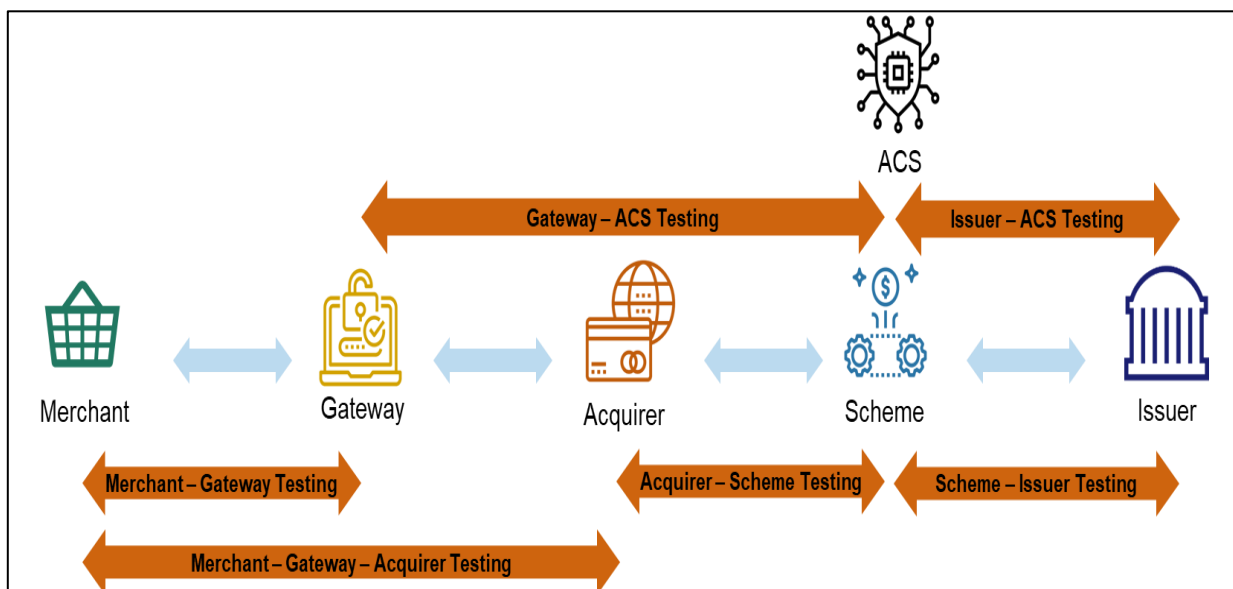 ACS
Gateway – ACS Testing
Issuer – ACS Testing
$
Merchant
Gateway
Acquirer
Scheme
Issuer
Merchant – Gateway Testing
Acquirer – Scheme Testing
Scheme – Issuer Testing
Merchant – Gateway – Acquirer Testing